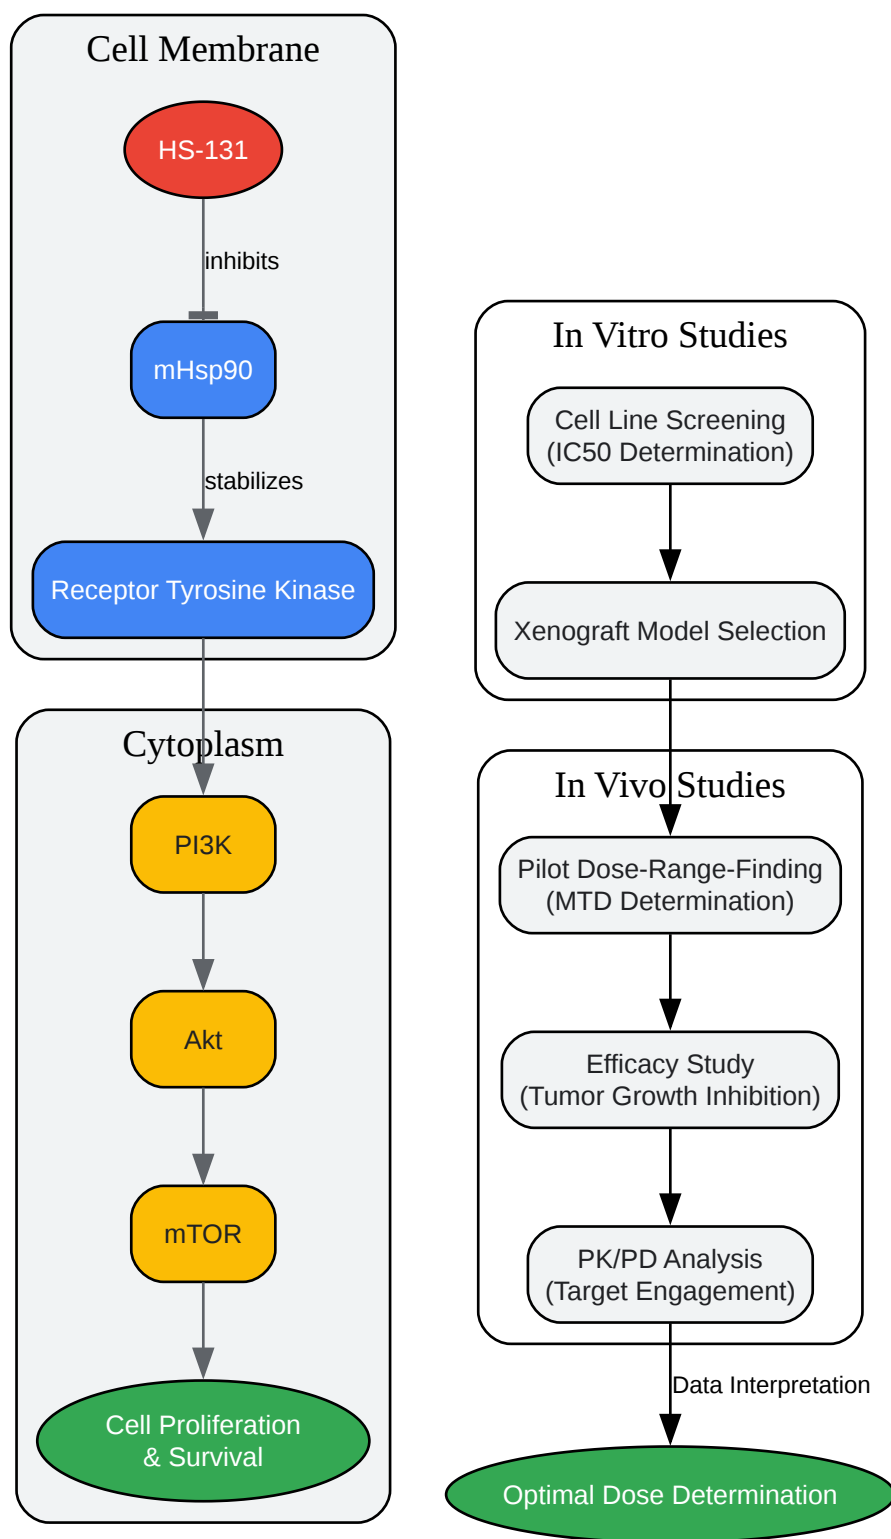 Cell Membrane
HS-131
inhibits
mHsp90
stabilizes
Receptor Tyrosine Kinase
Cytoplasm
PI3K
Akt
mTOR
Cell Proliferation
& Survival
In Vitro Studies
Cell Line Screening
(IC50 Determination)
Xenograft Model Selection
In Vivo Studies
Pilot Dose-Range-Finding
(MTD Determination)
Efficacy Study
(Tumor Growth Inhibition)
PK/PD Analysis
(Target Engagement)
Data Interpretation
Optimal Dose Determination